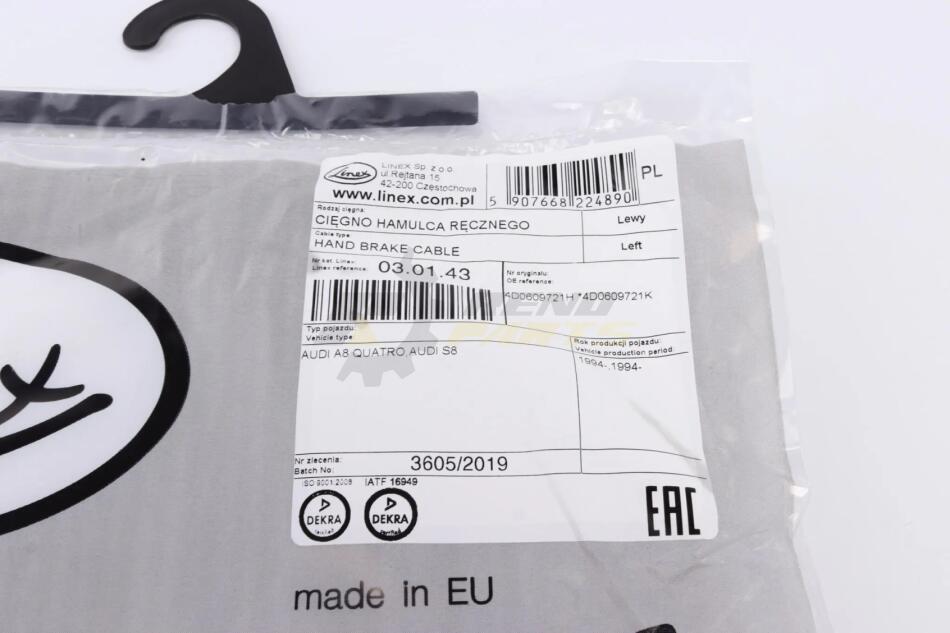 Linex
LINEX Sp. z o.o.
ul.Rejtana 15
42-200 Czestochowa
www.linex.com.pl
5 907668 224890
PL
Rodzaj cięgna:
CIĘGNO HAMULCA RĘCZNEGO
Lewy
Cable type:
HAND BRAKE CABLE
Left
Nr kat. Linex:
Linex reference:
03.01.43
Nr oryginału:
OE reference:
4D0609721H *4D0609721K
MENU
PARTS
Typ pojazdu:
Vehicle type:
AUDI A8 QUATRO,AUDI S8
Rok produkcji pojazdu:
Vehicle production period:
1994-,1994-
Nr zlecenia:
Batch No:
3605/2019
ISO 9001:2008
IATF 16949
DEKRA
DEKRA
EAC
made in EU